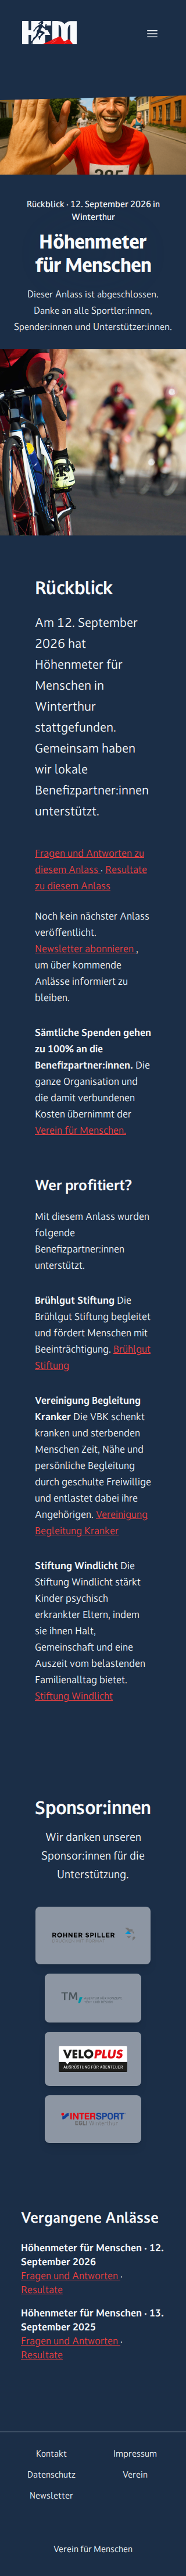 HFM
Rückblick · 12. September 2026 in
Winterthur
Höhenmeter
für Menschen
Dieser Anlass ist abgeschlossen.
Danke an alle Sportler:innen,
Spender:innen und Unterstützer:innen.
Rückblick
Am 12. September
2026 hat
Höhenmeter für
Menschen in
Winterthur
stattgefunden.
Gemeinsam haben
wir lokale
Benefizpartner:innen
unterstützt.
Fragen und Antworten zu
diesem Anlass · Resultate
zu diesem Anlass
Noch kein nächster Anlass
veröffentlicht.
Newsletter abonnieren ,
um über kommende
Anlässe informiert zu
bleiben.
Sämtliche Spenden gehen
zu 100% an die
Benefizpartner:innen. Die
ganze Organisation und
die damit verbundenen
Kosten übernimmt der
Verein für Menschen.
Wer profitiert?
Mit diesem Anlass wurden
folgende
Benefizpartner:innen
unterstützt.
Brühlgut Stiftung Die
Brühlgut Stiftung begleitet
und fördert Menschen mit
Beeinträchtigung. Brühlgut
Stiftung
Vereinigung Begleitung
Kranker Die VBK schenkt
kranken und sterbenden
Menschen Zeit, Nähe und
persönliche Begleitung
durch geschulte Freiwillige
und entlastet dabei ihre
Angehörigen. Vereinigung
Begleitung Kranker
Stiftung Windlicht Die
Stiftung Windlicht stärkt
Kinder psychisch
erkrankter Eltern, indem
sie ihnen Halt,
Gemeinschaft und eine
Auszeit vom belastenden
Familienalltag bietet.
Stiftung Windlicht
Sponsor:innen
Wir danken unseren
Sponsor:innen für die
Unterstützung.
ROHNER SPILLER
TM
VELOPLUS
AUSRÜSTUNG FÜR ABENTEUER
INTERSPORT
EGLI Winterthur
Vergangene Anlässe
Höhenmeter für Menschen · 12.
September 2026
Fragen und Antworten ·
Resultate
Höhenmeter für Menschen · 13.
September 2025
Fragen und Antworten ·
Resultate
Kontakt Impressum
Datenschutz Verein
Newsletter
Verein für Menschen